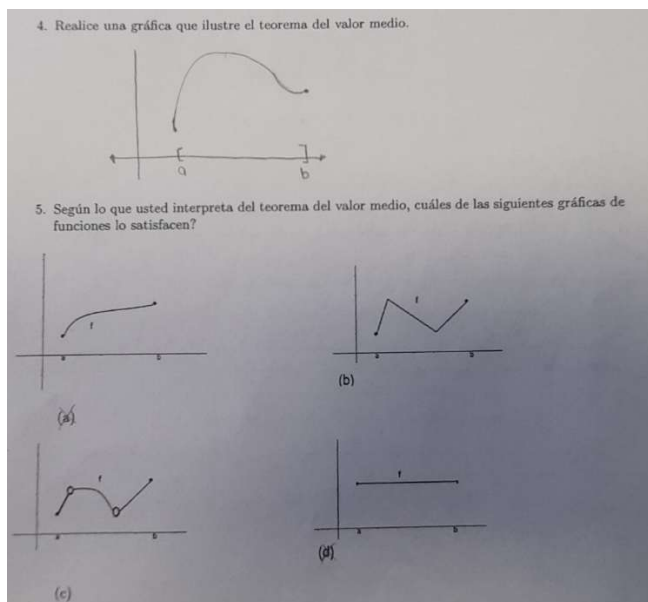 4. Realice una gráfica que ilustre el teorema del valor medio.
[ ]
a b
5. Según lo que usted interpreta del teorema del valor medio, cuáles de las siguientes gráficas de
funciones lo satisfacen?
f
a b
f
a b
(b)
(a)
f
a b
f
a b
(d)
(c)